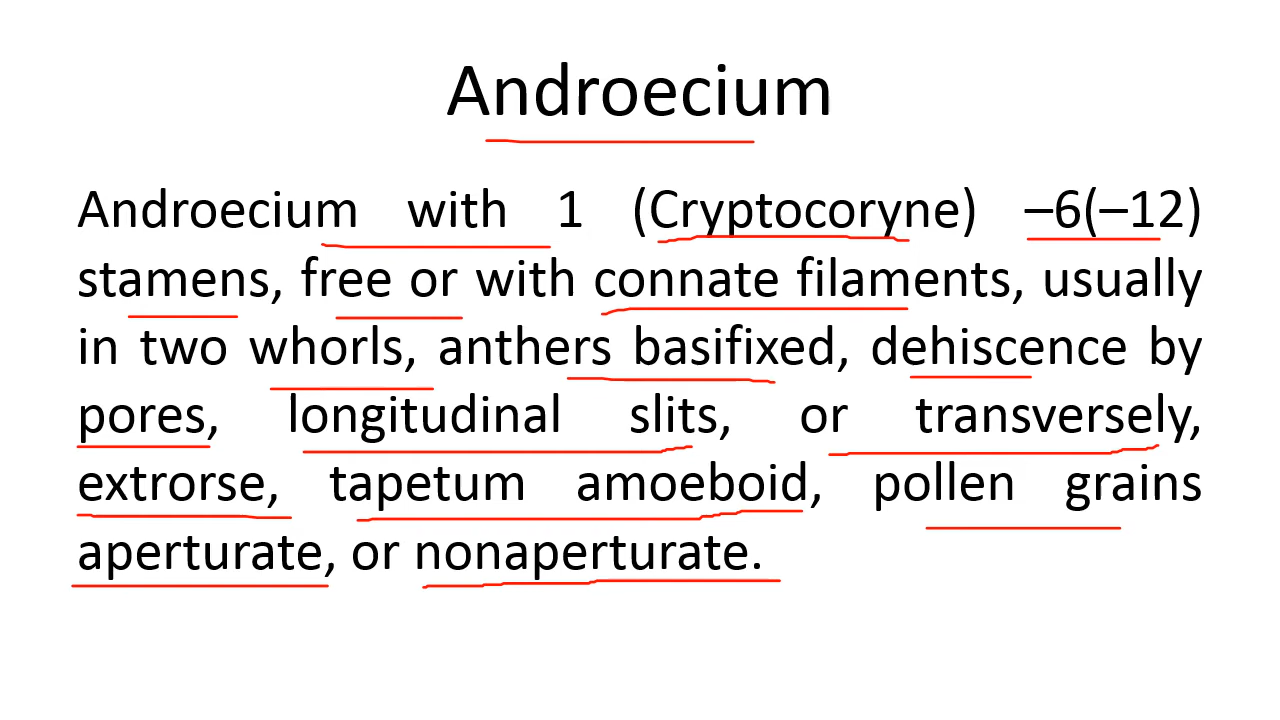 Androecium
Androecium with 1 (Cryptocoryne) –6(–12)
stamens, free or with connate filaments, usually
in two whorls, anthers basifixed, dehiscence by
pores, longitudinal slits, or transversely,
extrorse, tapetum amoeboid, pollen grains
aperturate, or nonaperturate.